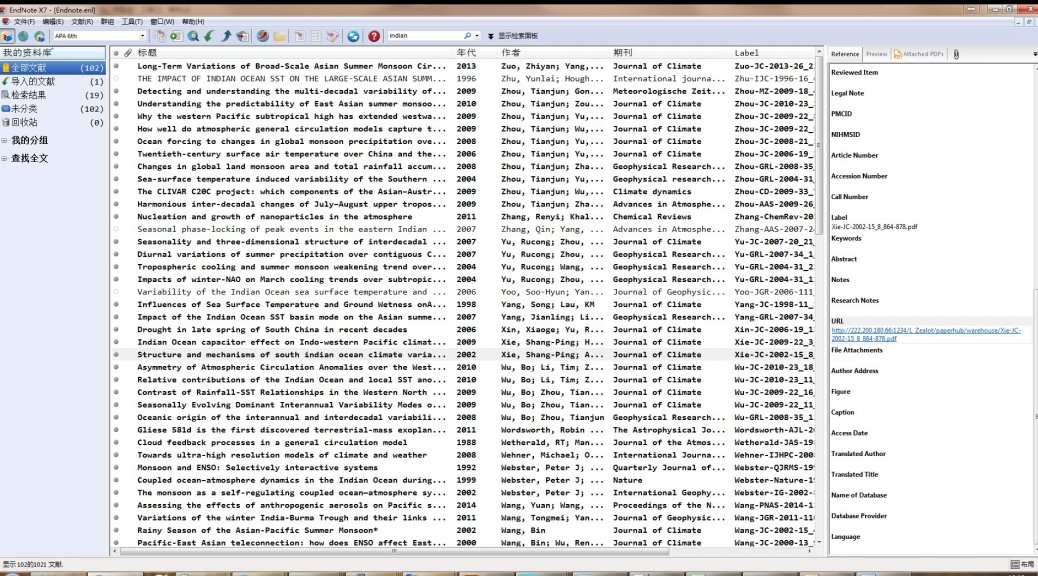 EndNote X7 - [Endnote.enl]
文件(F) 编辑(E) 文献(R) 群组 工具(T) 窗口(W) 帮助(H)
APA 6th indian 显示检索面板
我的资料库
全部文献 (102)
导入的文献 (1)
检索结果 (19)
未分类 (102)
回收站 (0)
我的分组
查找全文
标题 年代 作者 期刊 Label
Long-Term Variations of Broad-Scale Asian Summer Monsoon Cir... 2013 Zuo, Zhiyan; Yang,... Journal of Climate Zuo-JC-2013-26_2
THE IMPACT OF INDIAN OCEAN SST ON THE LARGE-SCALE ASIAN SUMM... 1996 Zhu, Yunlai; Hough... International journa... Zhu-IJC-1996-16_
Detecting and understanding the multi-decadal variability of... 2009 Zhou, Tianjun; Gon... Meteorologische Zeit... Zhou-MZ-2009-18_
Understanding the predictability of East Asian summer monsoo... 2010 Zhou, Tianjun; Zou... Journal of Climate Zhou-JC-2010-23_
Why the western Pacific subtropical high has extended westwa... 2009 Zhou, Tianjun; Yu,... Journal of Climate Zhou-JC-2009-22_
How well do atmospheric general circulation models capture t... 2009 Zhou, Tianjun; Wu,... Journal of Climate Zhou-JC-2009-22_
Ocean forcing to changes in global monsoon precipitation ove... 2008 Zhou, Tianjun; Yu,... Journal of Climate Zhou-JC-2008-21_
Twentieth-century surface air temperature over China and the... 2006 Zhou, Tianjun; Yu,... Journal of Climate Zhou-JC-2006-19_
Changes in global land monsoon area and total rainfall accum... 2008 Zhou, Tianjun; Zha... Geophysical Research... Zhou-GRL-2008-35_
Sea-surface temperature induced variability of the Southern ... 2004 Zhou, Tianjun; Yu,... Geophysical research... Zhou-GRL-2004-31_
The CLIVAR C20C project: which components of the Asian-Austr... 2009 Zhou, Tianjun; Wu,... Climate dynamics Zhou-CD-2009-33_
Harmonious inter-decadal changes of July-August upper tropos... 2009 Zhou, Tianjun; Zha... Advances in Atmosphe... Zhou-AAS-2009-26_
Nucleation and growth of nanoparticles in the atmosphere 2011 Zhang, Renyi; Khal... Chemical Reviews Zhang-ChemRev-20
Seasonal phase-locking of peak events in the eastern Indian ... 2007 Zhang, Qin; Yang, ... Advances in Atmosphe... Zhang-AAS-2007-2
Seasonality and three-dimensional structure of interdecadal ... 2007 Yu, Rucong; Zhou, ... Journal of Climate Yu-JC-2007-20_21
Diurnal variations of summer precipitation over contiguous C... 2007 Yu, Rucong; Zhou, ... Geophysical Research... Yu-GRL-2007-34_1
Tropospheric cooling and summer monsoon weakening trend over... 2004 Yu, Rucong; Wang, ... Geophysical Research... Yu-GRL-2004-31_2
Impacts of winter-NAO on March cooling trends over subtropic... 2004 Yu, Rucong; Zhou, ... Geophysical Research... Yu-GRL-2004-31_
Variability of the Indian Ocean sea surface temperature and ... 2006 Yoo, Soo-Hyun; Yan... Journal of Geophysic... Yoo-JGR-2006-111_
Influences of Sea Surface Temperature and Ground Wetness onA... 1998 Yang, Song; Lau, KM Journal of Climate Yang-JC-1998-11_
Impact of the Indian Ocean SST basin mode on the Asian summe... 2007 Yang, Jianling; Li... Geophysical Research... Yang-GRL-2007-34_
Drought in late spring of South China in recent decades 2006 Xin, Xiaoge; Yu, R... Journal of Climate Xin-JC-2006-19_1
Indian Ocean capacitor effect on Indo-western Pacific climat... 2009 Xie, Shang-Ping; H... Journal of Climate Xie-JC-2009-22_3
Structure and mechanisms of south indian ocean climate varia... 2002 Xie, Shang-Ping; A... Journal of Climate Xie-JC-2002-15_8
Asymmetry of Atmospheric Circulation Anomalies over the West... 2010 Wu, Bo; Li, Tim; Z... Journal of Climate Wu-JC-2010-23_18
Relative contributions of the Indian Ocean and local SST ano... 2010 Wu, Bo; Li, Tim; Z... Journal of Climate Wu-JC-2010-23_11
Contrast of Rainfall-SST Relationships in the Western North ... 2009 Wu, Bo; Zhou, Tian... Journal of Climate Wu-JC-2009-22_16
Seasonally Evolving Dominant Interannual Variability Modes o... 2009 Wu, Bo; Zhou, Tian... Journal of Climate Wu-JC-2009-22_11
Oceanic origin of the interannual and interdecadal variabili... 2008 Wu, Bo; Zhou, Tianjun Geophysical Research... Wu-GRL-2008-35_1
Gliese 581d is the first discovered terrestrial-mass exoplan... 2011 Wordsworth, Robin ... The Astrophysical Jo... Wordsworth-AJL-2
Cloud feedback processes in a general circulation model 1988 Wetherald, RT; Man... Journal of the Atmos... Wetherald-JAS-19
Towards ultra-high resolution models of climate and weather 2008 Wehner, Michael; O... International Journa... Wehner-IJHPC-200
Monsoon and ENSO: Selectively interactive systems 1992 Webster, Peter J; ... Quarterly Journal of... Webster-QJRMS-19
Coupled ocean-atmosphere dynamics in the Indian Ocean during... 1999 Webster, Peter J; ... Nature Webster-Nature-1
The monsoon as a self-regulating coupled ocean-atmosphere sy... 2002 Webster, Peter J; ... International Geophy... Webster-IG-2002-
Assessing the effects of anthropogenic aerosols on Pacific s... 2014 Wang, Yuan; Wang, ... Proceedings of the N... Wang-PNAS-2014-1
Variations of the winter India-Burma Trough and their links ... 2011 Wang, Tongmei; Yan... Journal of Geophysic... Wang-JGR-2011-11
Rainy Season of the Asian-Pacific Summer Monsoon* 2002 Wang, Bin Journal of Climate Wang-JC-2002-15_
Pacific-East Asian teleconnection: how does ENSO affect East... 2000 Wang, Bin; Wu, Ren... Journal of Climate Wang-JC-2000-13_
Reference Preview Attached PDFs
Reviewed Item
Legal Note
PMCID
NIHMSID
Article Number
Accession Number
Call Number
Label
Xie-JC-2002-15_8_864-878.pdf
Keywords
Abstract
Notes
Research Notes
URL
http://222.200.180.66:1234/L_Zealot/paperhub/warehouse/Xie-JC-
2002-15_8_864-878.pdf
File Attachments
Author Address
Figure
Caption
Access Date
Translated Author
Translated Title
Name of Database
Database Provider
Language
显示 102的1021 文献. 布局